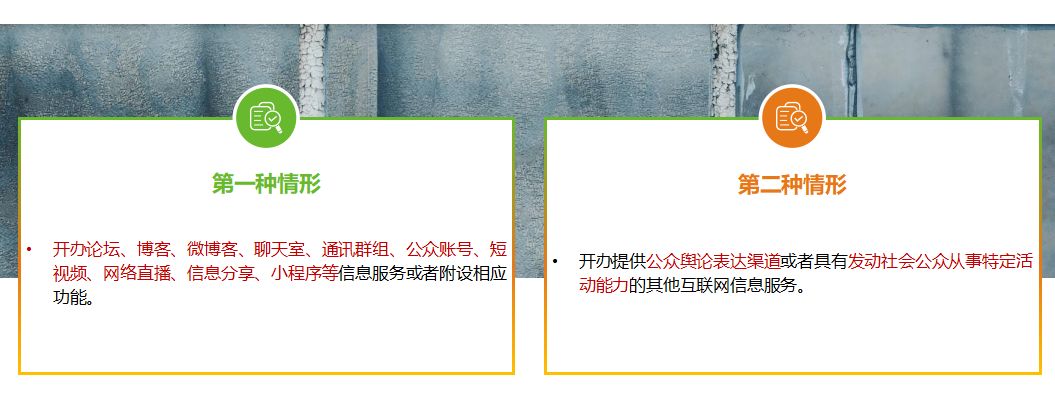 第一种情形
• 开办论坛、博客、微博客、聊天室、通讯群组、公众账号、短
视频、网络直播、信息分享、小程序等信息服务或者附设相应
功能。
第二种情形
• 开办提供公众舆论表达渠道或者具有发动社会公众从事特定活
动能力的其他互联网信息服务。